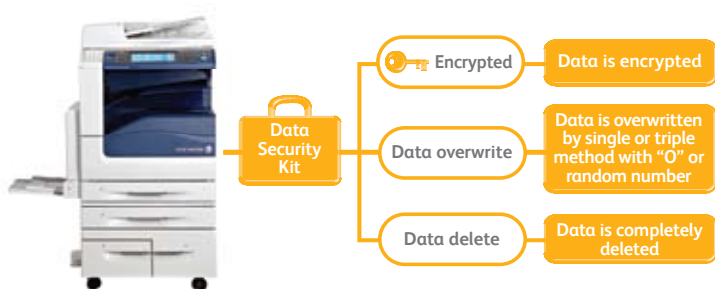 Encrypted
Data is encrypted
Data
Security
Kit
Data overwrite
Data is overwritten
by single or triple
method with “O” or
random number
Data delete
Data is completely
deleted